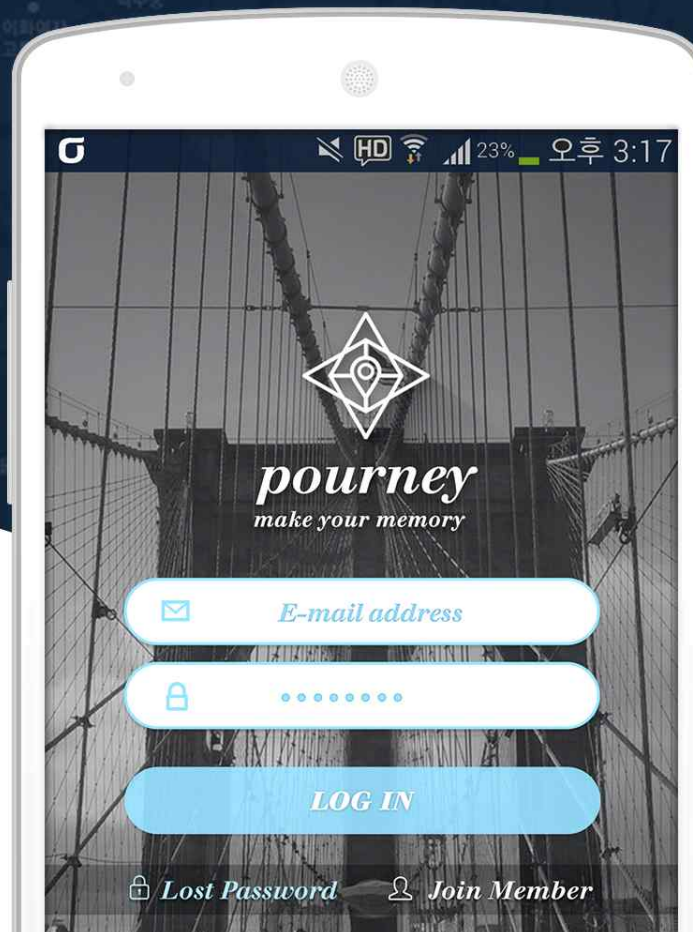 HD 23% 오후 3:17
pourney
make your memory
E-mail address
LOG IN
Lost Password Join Member